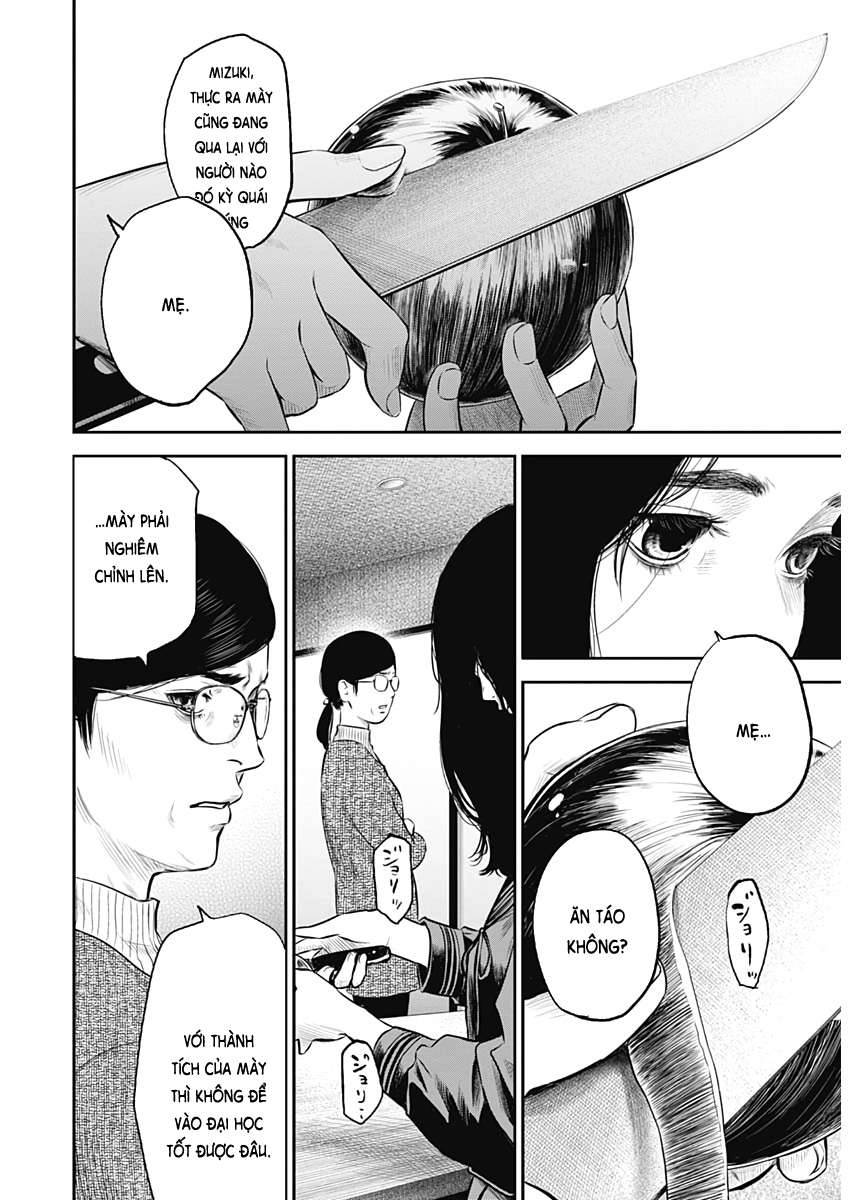 MIZUKI,
THỰC RA MÀY
CŨNG ĐANG
QUA LẠI VỚI
NGƯỜI NÀO
ĐÓ KỲ QUÁI
MẸ.
MẸ...
ĂN TÁO
KHÔNG?
ジョリッ
ジョリッ
ジョリ...
...MÀY PHẢI
NGHIÊM
CHỈNH LÊN.
VỚI THÀNH
TÍCH CỦA MÀY
THÌ KHÔNG ĐỂ
VÀO ĐẠI HỌC
TỐT ĐƯỢC ĐÂU.